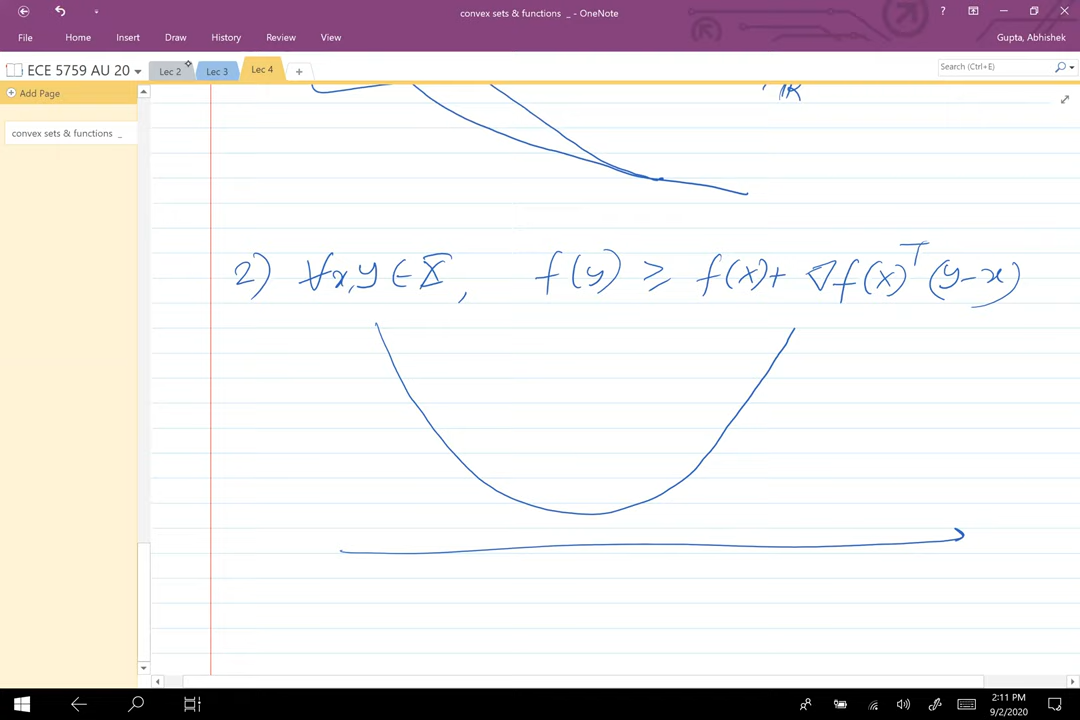 convex sets & functions _ - OneNote
File Home Insert Draw History Review View
Gupta, Abhishek
ECE 5759 AU 20
Lec 2
Lec 3
Lec 4
Search (Ctrl+E)
Add Page
convex sets & functions _
2) ∀x,y ∈ X, f(y) ≥ f(x)+ ∇f(x)^T (y-x)
2:11 PM
9/2/2020